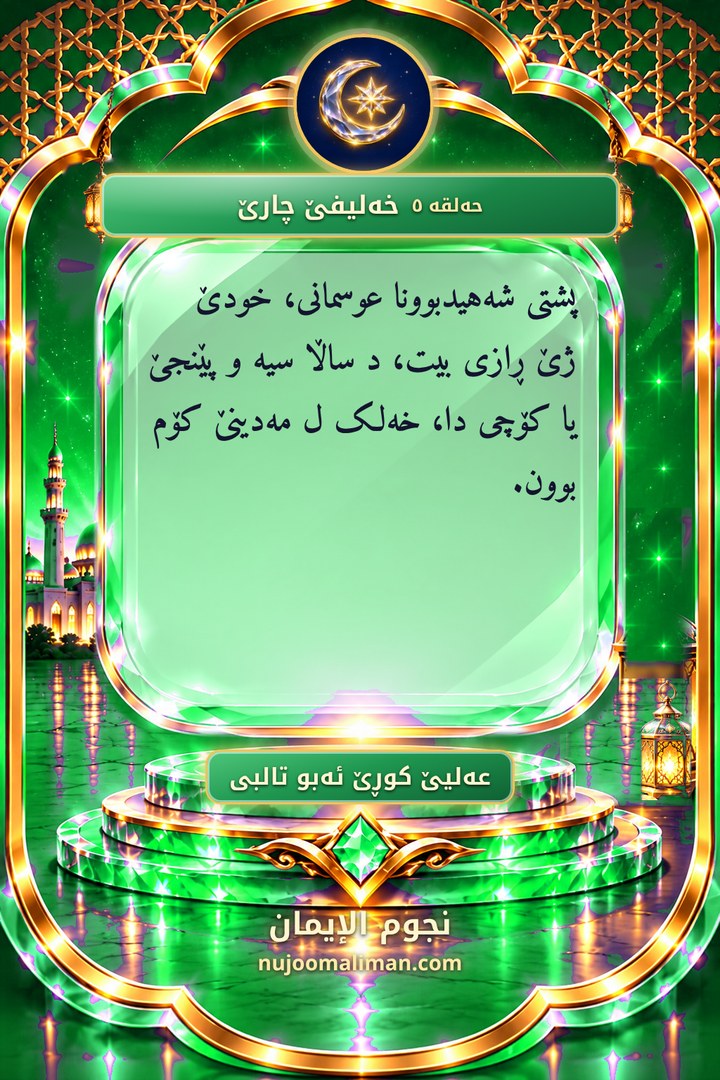 حەلقە ٥ خەلیفێ چارێ
پشتی شەهیدبوونا عوسمانی، خودێ
ژێ ڕازی بیت، د سالا سیە و پێنجێ
یا کۆچی دا، خەلک ل مەدینێ کۆم
بوون.
عەلیێ کوڕێ ئەبو تالبی
نجوم الإيمان
nujoomaliman.com